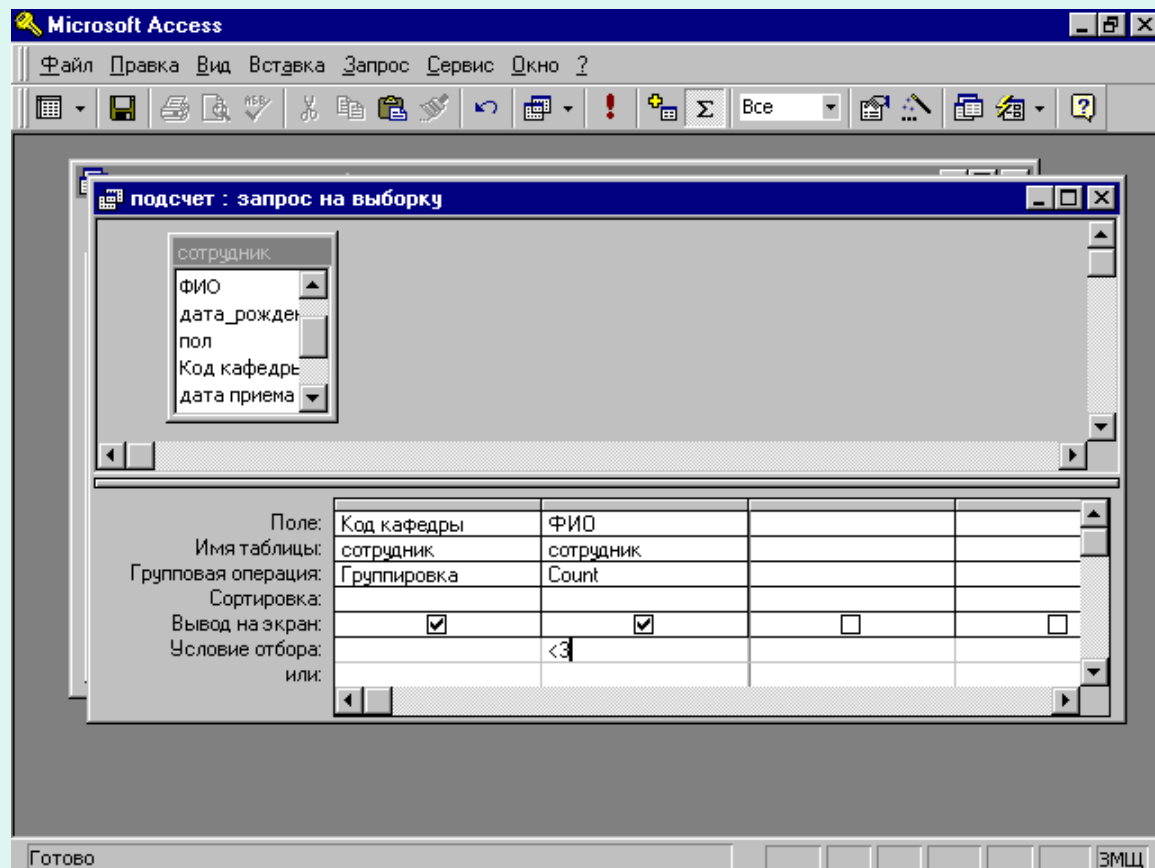 Microsoft Access
Файл Правка Вид Вставка Запрос Сервис Окно ?
АБВ Σ Все
подсчет : запрос на выборку
сотрудник
ФИО
дата_рожден
пол
Код кафедры
дата приема
Поле: Код кафедры ФИО
Имя таблицы: сотрудник сотрудник
Групповая операция: Группировка Count
Сортировка:
Вывод на экран:
Условие отбора: <3
или:
Готово ЗМЩ